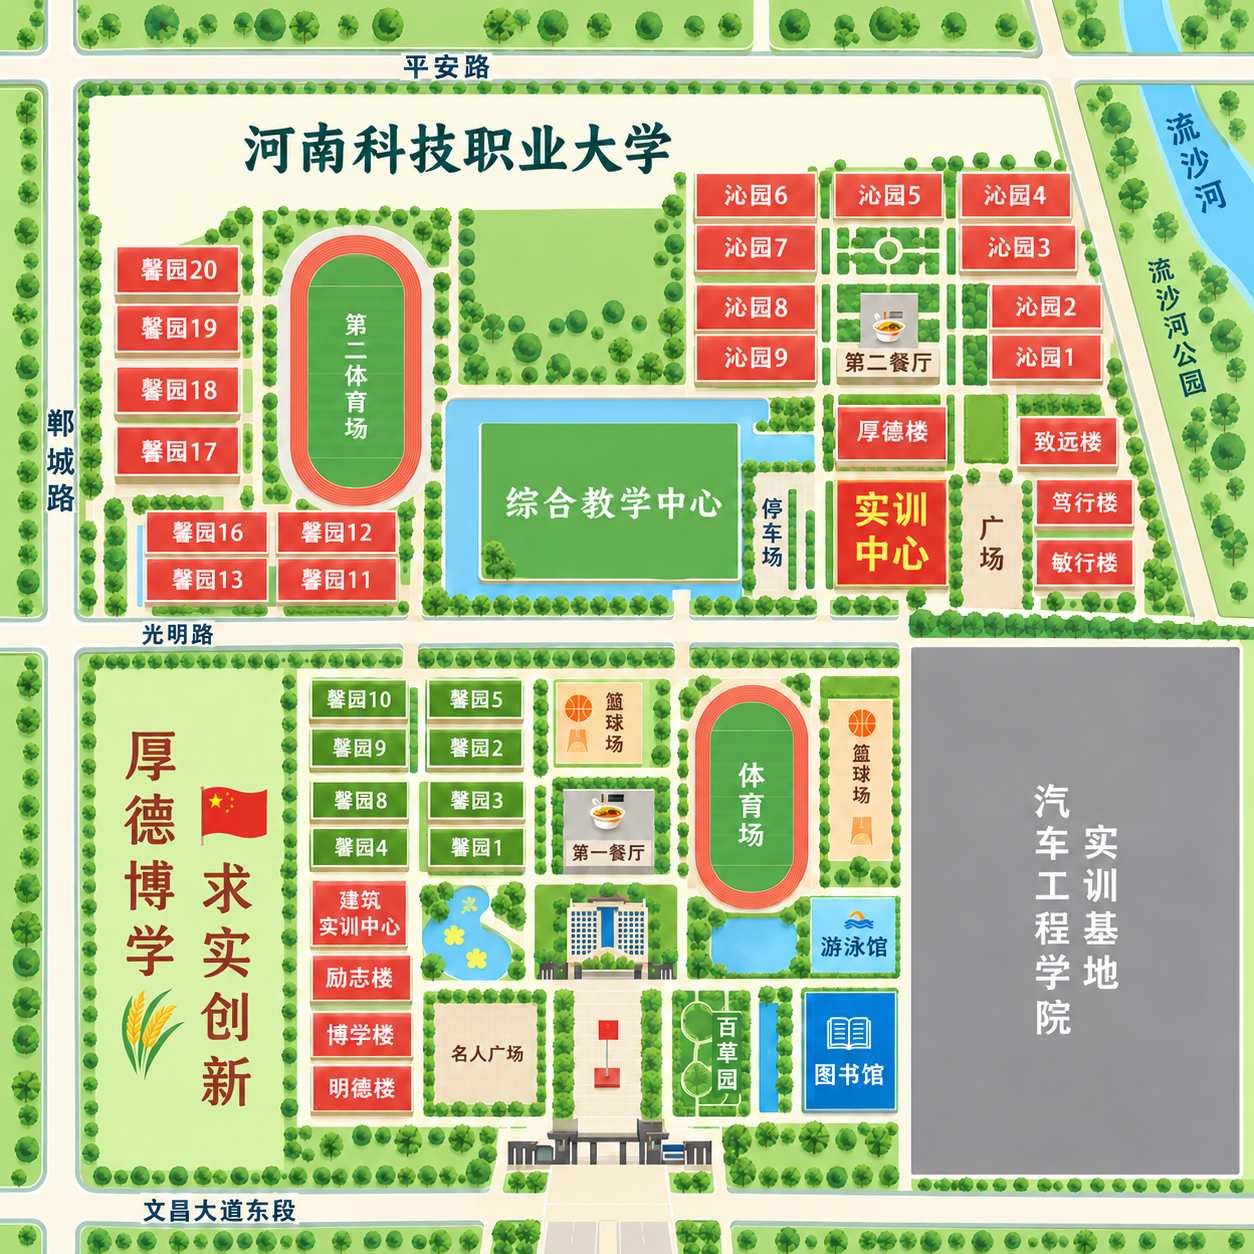 平安路
河南科技职业大学
流沙河
流沙河公园
郸城路
沁园6
沁园5
沁园4
沁园7
沁园3
沁园8
沁园2
沁园9
第二餐厅
沁园1
馨园20
馨园19
馨园18
馨园17
第二体育场
馨园16
馨园12
馨园13
馨园11
综合教学中心
停车场
厚德楼
实训
中心
广场
致远楼
笃行楼
敏行楼
光明路
厚德博学
求实创新
馨园10
馨园5
馨园9
馨园2
馨园8
馨园3
馨园4
馨园1
篮球场
第一餐厅
体育场
篮球场
建筑
实训中心
励志楼
博学楼
明德楼
名人广场
百草园
游泳馆
图书馆
汽车工程学院
实训基地
文昌大道东段